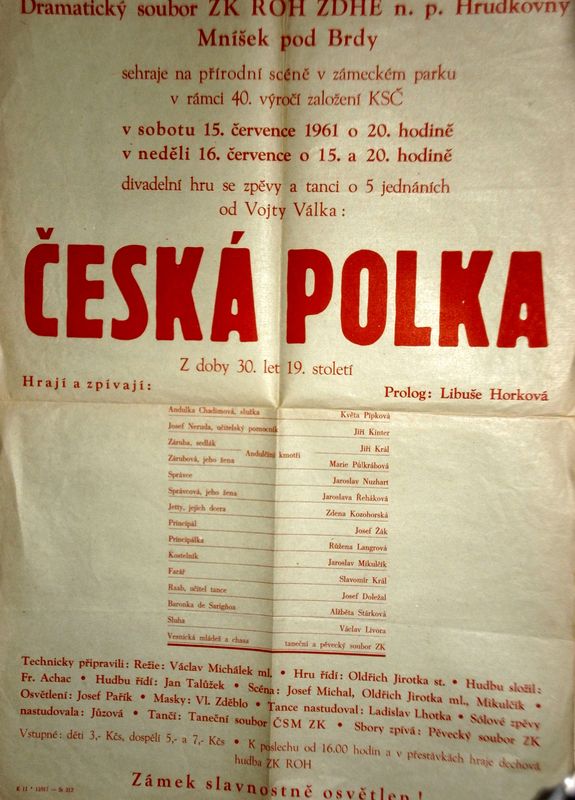 Dramatický soubor ZK ROH ZDHE n. p. Hrudkovny
Mníšek pod Brdy
sehraje na přírodní scéně v zámeckém parku
v rámci 40. výročí založení KSČ
v sobotu 15. července 1961 o 20. hodině
v neděli 16. července o 15. a 20. hodině
divadelní hru se zpěvy a tanci o 5 jednáních
od Vojty Válka :
ČESKÁ POLKA
Z doby 30. let 19. století
Hrají a zpívají:
Prolog: Libuše Horková
Andulka Chadimová, služka Květa Pipková
Josef Neruda, učitelský pomocník Jiří Kinter
Záruba, sedlák Jiří Král
Andulčini kmotři
Zárubová, jeho žena Marie Půlkrábová
Správce Jaroslav Nuzhart
Správcová, jeho žena Jaroslava Řeháková
Jetty, jejich dcera Zdena Kozohorská
Principál Josef Žák
Principálka Růžena Langrová
Kostelník Jaroslav Mikulčík
Farář Slavomír Král
Raab, učitel tance Josef Doležal
Baronka de Sarighos Alžběta Stárková
Sluha Václav Livora
Vesnická mládež a chasa taneční a pěvecký soubor ZK
Technicky připravili: Režie: Václav Michálek ml. • Hru řídí: Oldřich Jirotka st. • Hudbu složil:
Fr. Achac • Hudbu řídí: Jan Talůžek • Scéna: Josef Michal, Oldřich Jirotka ml., Mikulčík •
Osvětlení: Josef Pařík • Masky: Vl. Zděblo • Tance nastudoval: Ladislav Lhotka • Sólové zpěvy
nastudovala: Jůzová • Tančí: Taneční soubor ČSM ZK • Sbory zpívá: Pěvecký soubor ZK
Vstupné: děti 3,- Kčs, dospělí 5,- a 7,- Kčs • K poslechu od 16.00 hodin a v přestávkách hraje dechová
hudba ZK ROH
Zámek slavnostně osvětlen !